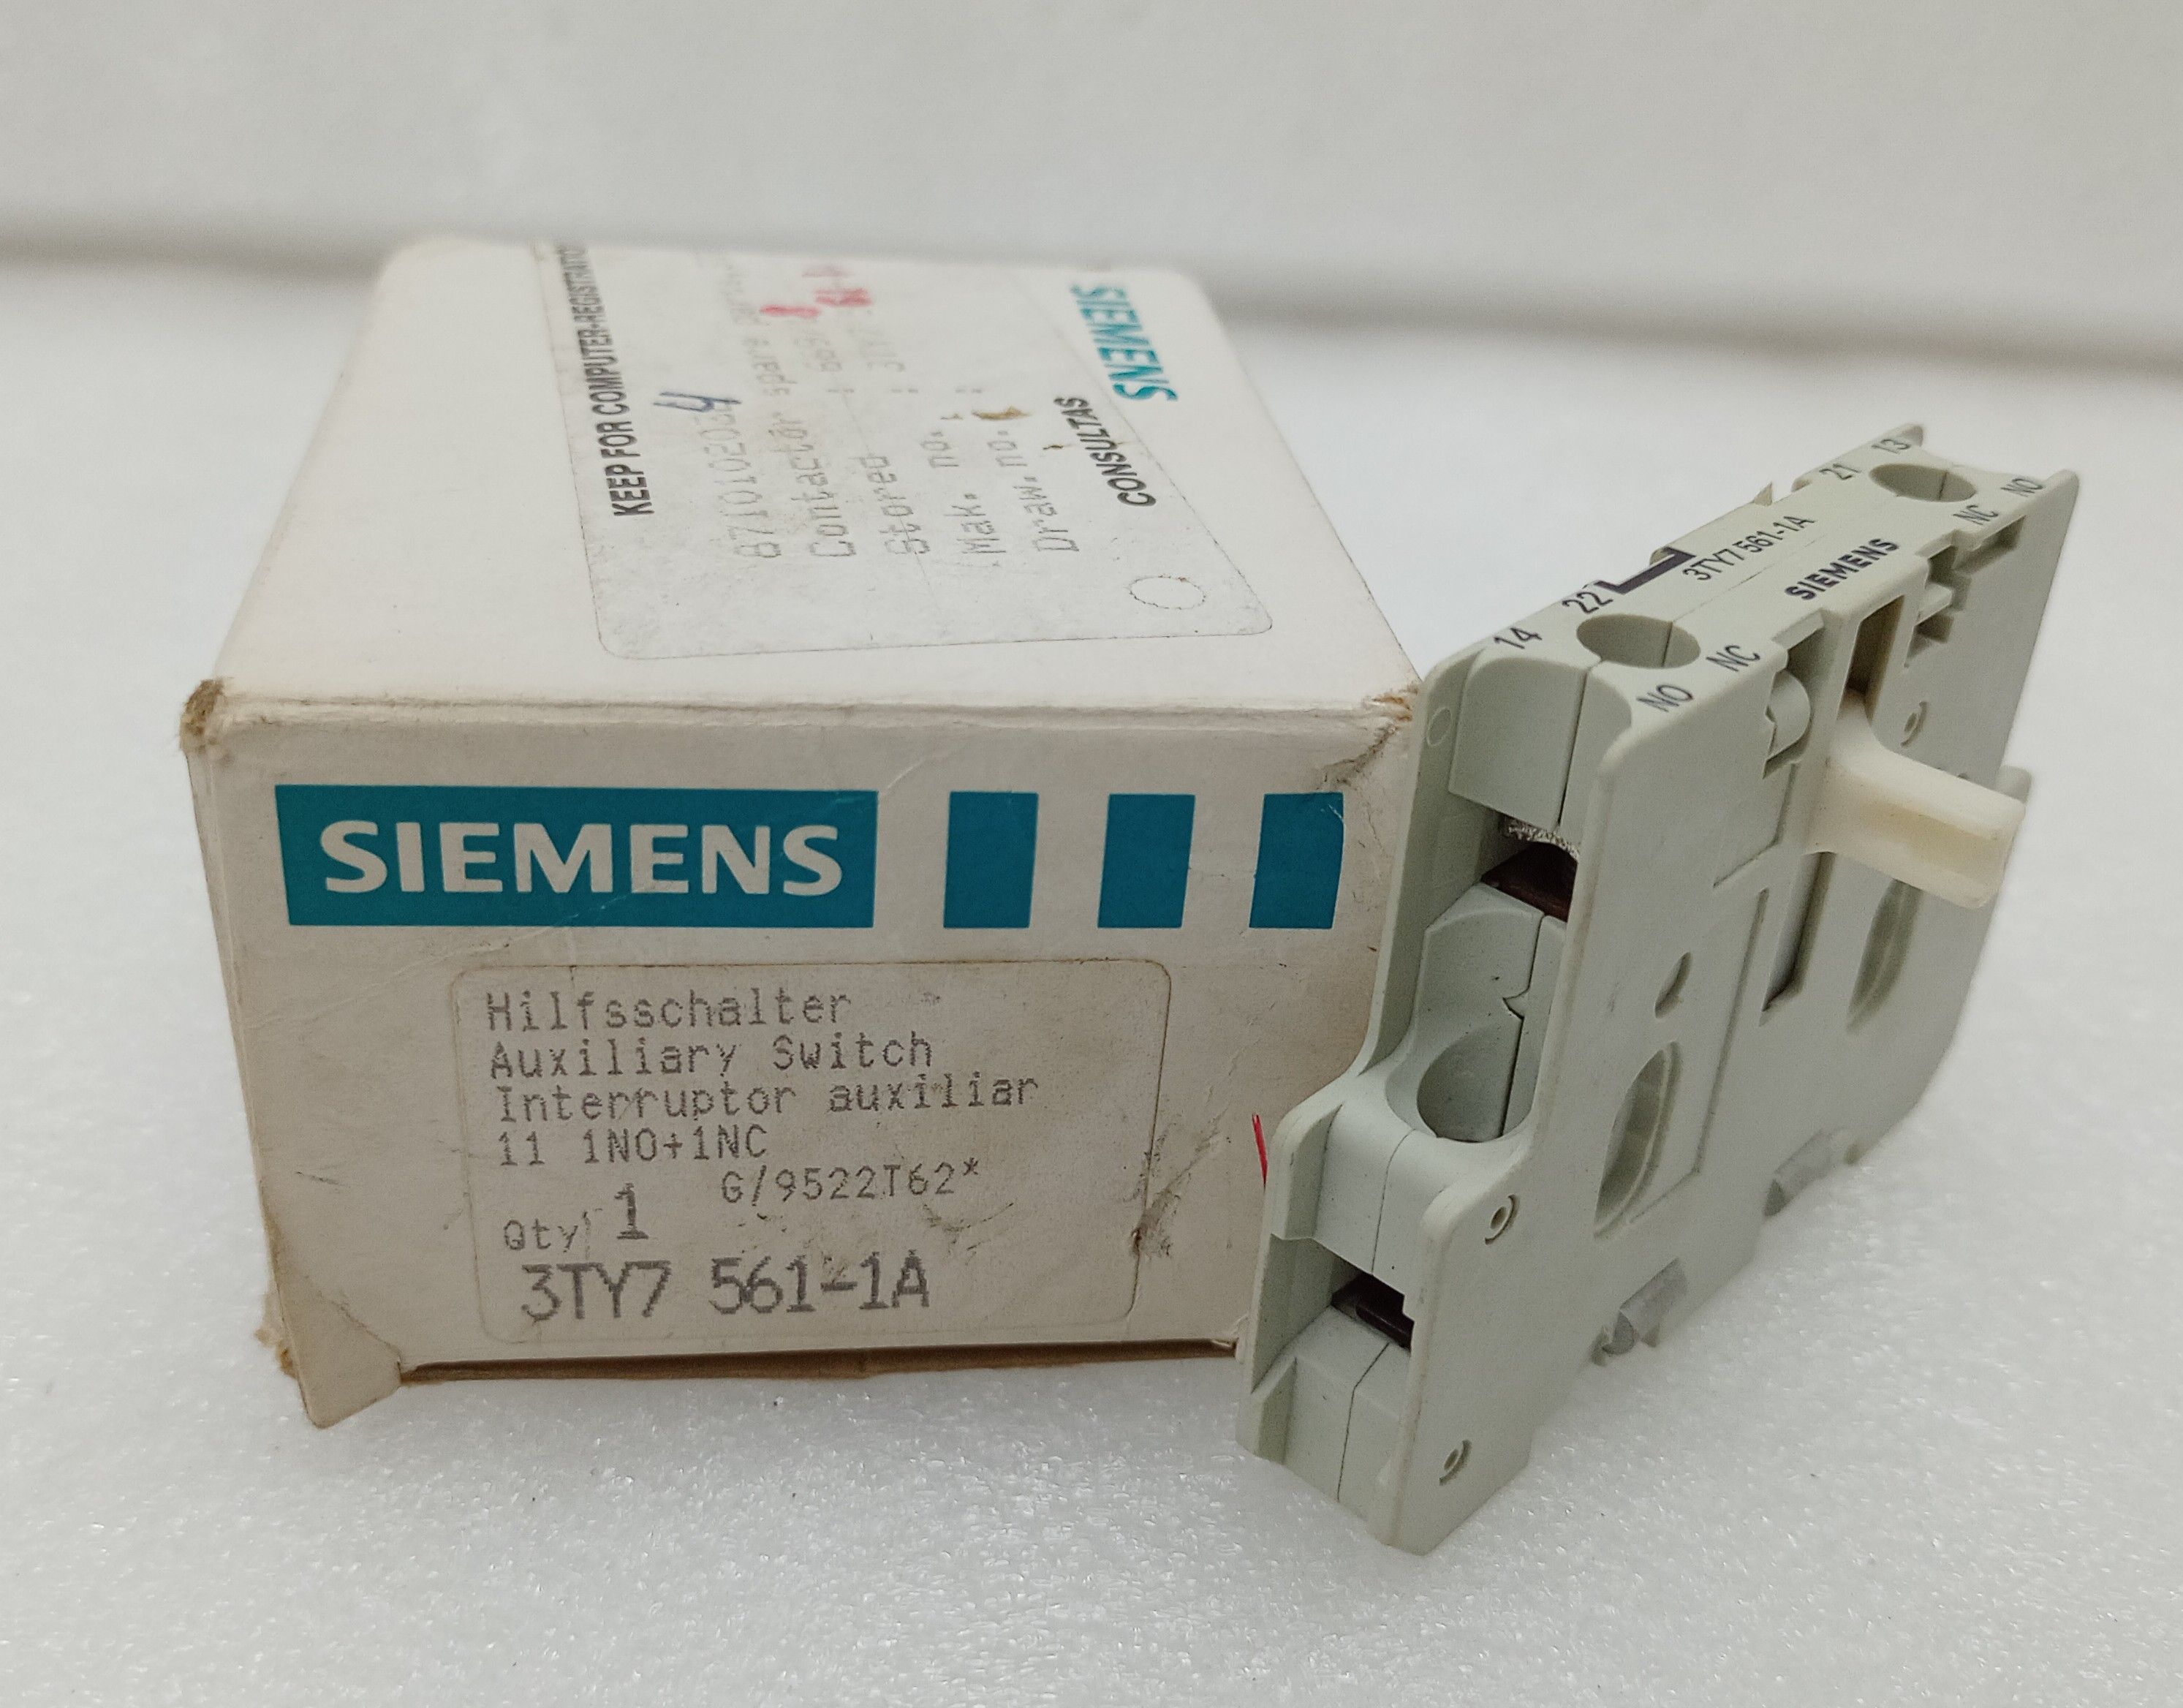 KEEP FOR COMPUTER-REGISTRATIO
4
Contactor spare
Stored :
Mak. no. :
Draw. no. :
CONSULTAS
SIEMENS
SIEMENS
Hilfsschalter
Auxiliary Switch
Interruptor auxiliar
11 1NO+1NC
G/9522T62*
Qty 1
3TY7 561-1A
13
21
NO
NC
3TY7 561-1A
SIEMENS
22
14
NC
NO